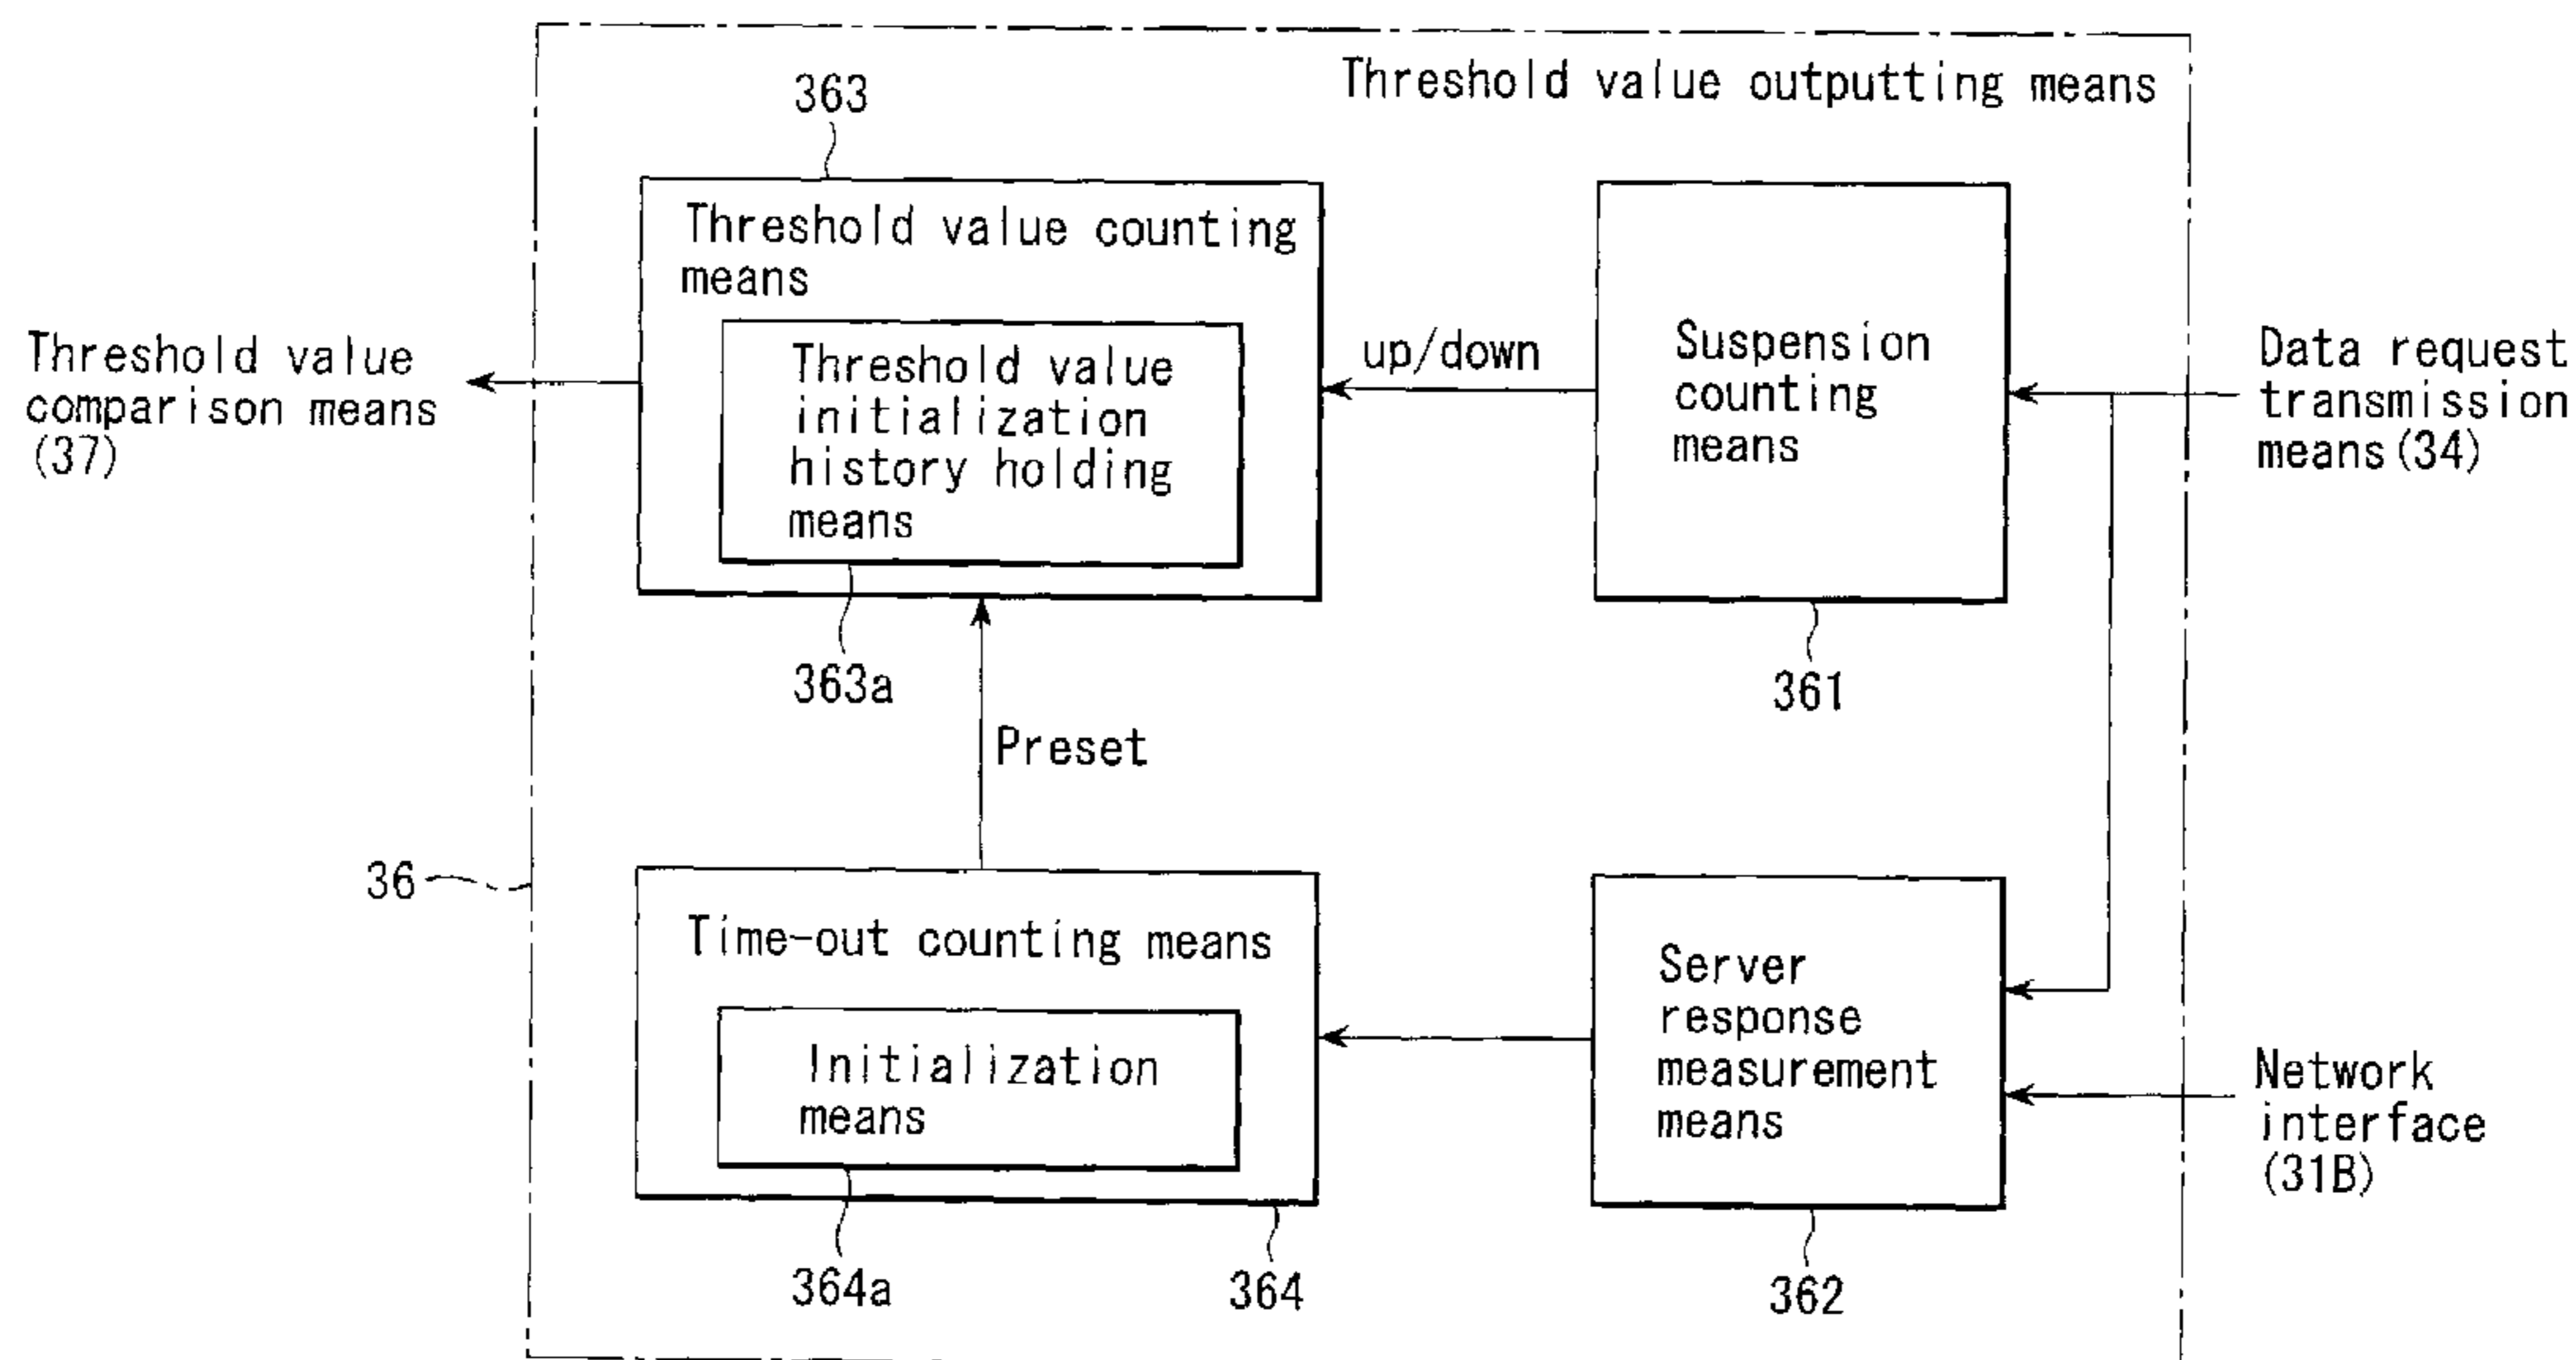 Threshold value outputting means
363
Threshold value counting
means
Threshold value
initialization
history holding
means
363a
up/down
Suspension
counting
means
361
Data request
transmission
means(34)
Threshold value
comparison means
(37)
Preset
36
Time-out counting means
Initialization
means
364a
364
Server
response
measurement
means
362
Network
interface
(31B)